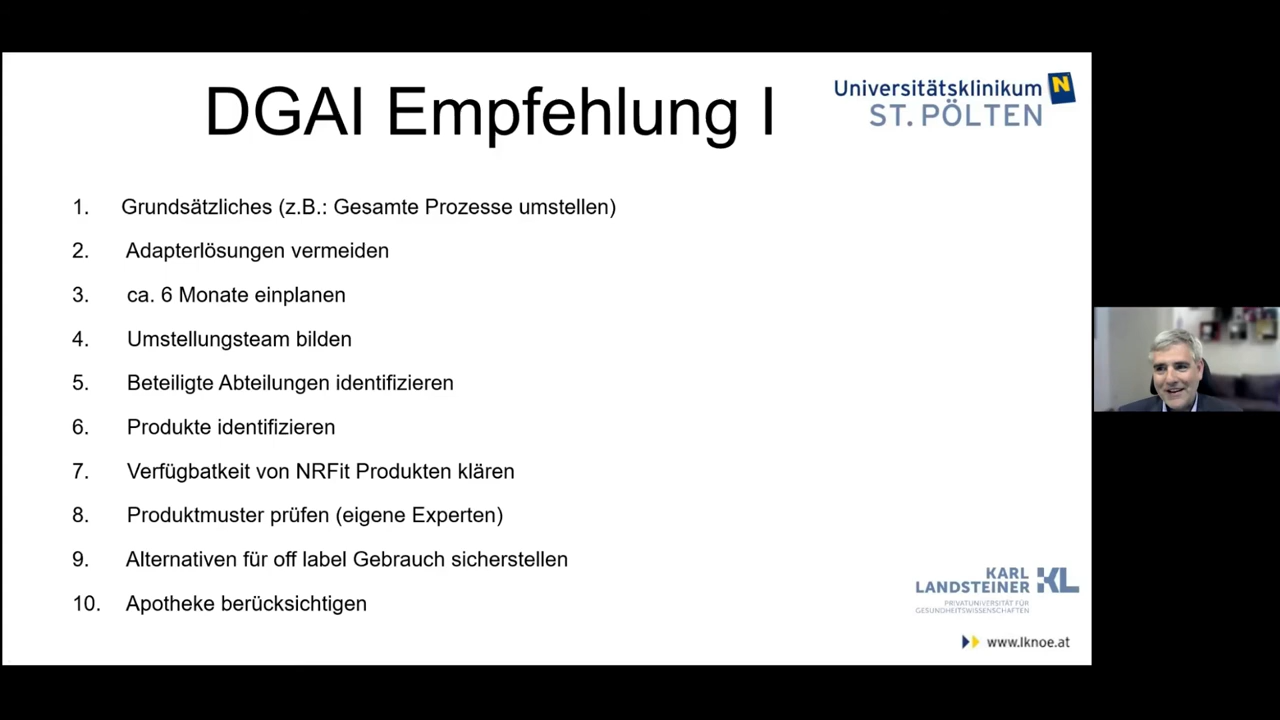 DGAI Empfehlung I
Universitätsklinikum N
ST. PÖLTEN
1. Grundsätzliches (z.B.: Gesamte Prozesse umstellen)
2. Adapterlösungen vermeiden
3. ca. 6 Monate einplanen
4. Umstellungsteam bilden
5. Beteiligte Abteilungen identifizieren
6. Produkte identifizieren
7. Verfügbatkeit von NRFit Produkten klären
8. Produktmuster prüfen (eigene Experten)
9. Alternativen für off label Gebrauch sicherstellen
10. Apotheke berücksichtigen
KARL
LANDSTEINER KL
PRIVATUNIVERSITÄT FÜR
GESUNDHEITSWISSENSCHAFTEN
www.lknoe.at